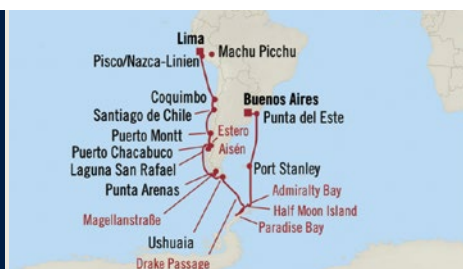 Lima
Machu Picchu
Pisco/Nazca-Linien
Coquimbo
Buenos Aires
Santiago de Chile
Punta del Este
Puerto Montt
Estero
Aisén
Puerto Chacabuco
Laguna San Rafael
Port Stanley
Punta Arenas
Admiralty Bay
Magellanstraße
Half Moon Island
Paradise Bay
Ushuaia
Drake Passage